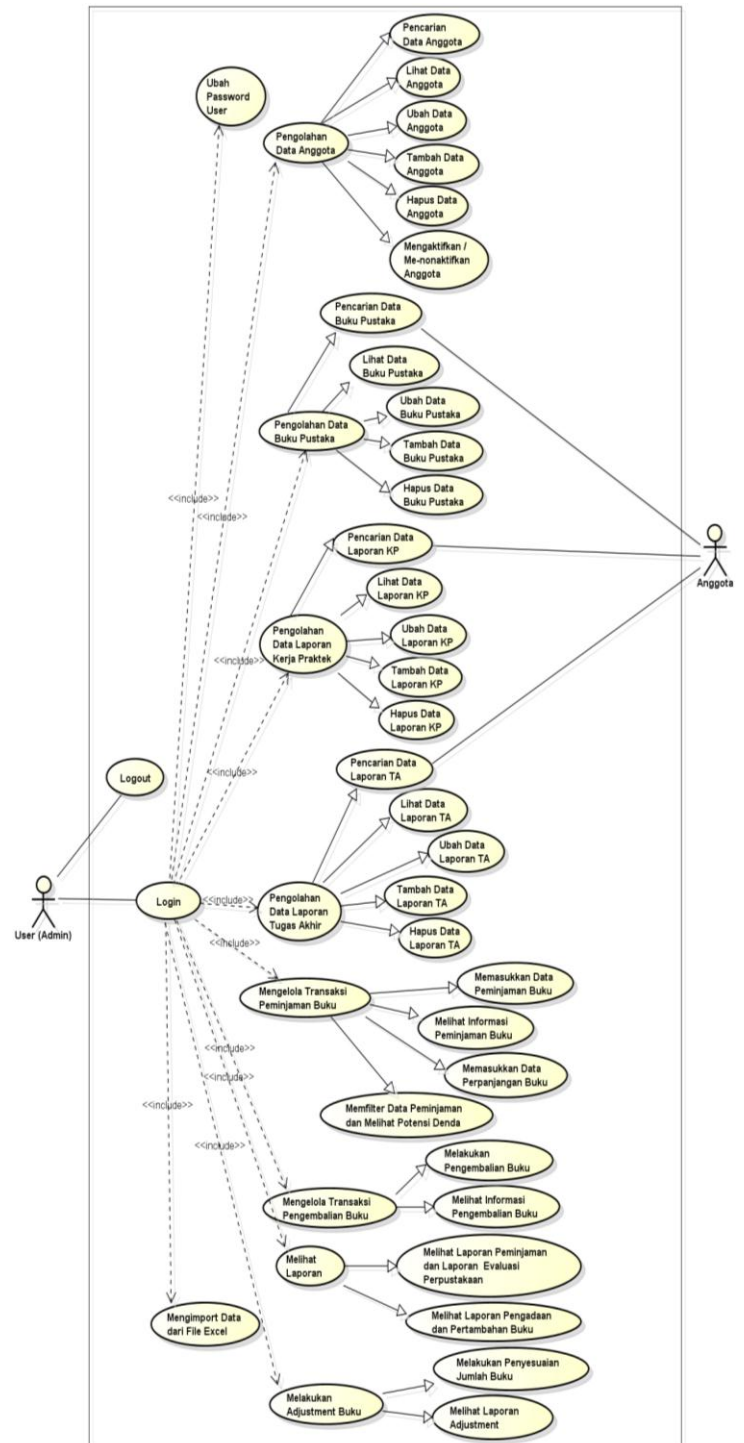 Pencarian
Data Anggota
Lihat Data
Anggota
Ubah
Password
User
Ubah Data
Anggota
Pengolahan
Data Anggota
Tambah Data
Anggota
Hapus Data
Anggota
Mengaktifkan /
Me-nonaktifkan
Anggota
Pencarian Data
Buku Pustaka
Lihat Data
Buku Pustaka
Ubah Data
Buku Pustaka
Pengolahan Data
Buku Pustaka
Tambah Data
Buku Pustaka
Hapus Data
Buku Pustaka
<<include>>
<<include>>
Pencarian Data
Laporan KP
Anggota
Lihat Data
Laporan KP
Pengolahan
Data Laporan
Kerja Praktek
Ubah Data
Laporan KP
<<include>>
Tambah Data
Laporan KP
Hapus Data
Laporan KP
Pencarian Data
Laporan TA
<<include>>
Logout
Lihat Data
Laporan TA
Ubah Data
Laporan TA
Login
<<include>>
Pengolahan
Data Laporan
Tugas Akhir
Tambah Data
Laporan TA
User (Admin)
Hapus Data
Laporan TA
<<include>>
Mengelola Transaksi
Peminjaman Buku
Memasukkan Data
Peminjaman Buku
Melihat Informasi
Peminjaman Buku
<<include>>
<<include>>
Memasukkan Data
Perpanjangan Buku
<<include>>
Memfilter Data Peminjaman
dan Melihat Potensi Denda
<<include>>
Melakukan
Pengembalian Buku
Mengelola Transaksi
Pengembalian Buku
Melihat Informasi
Pengembalian Buku
Melihat
Laporan
Melihat Laporan Peminjaman
dan Laporan Evaluasi
Perpustakaan
Mengimport Data
dari File Excel
Melihat Laporan Pengadaan
dan Pertambahan Buku
Melakukan Penyesuaian
Jumlah Buku
Melakukan
Adjustment Buku
Melihat Laporan
Adjustment